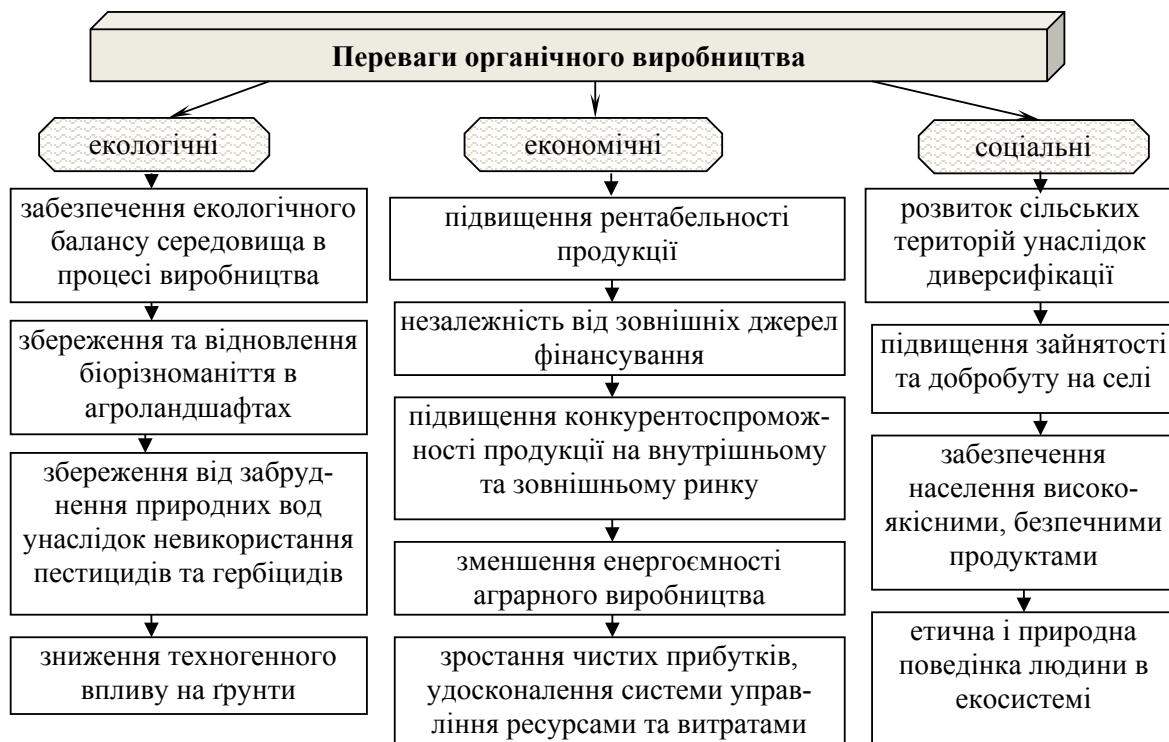 Переваги органічного виробництва
екологічні
забезпечення екологічного
балансу середовища в
процесі виробництва
збереження та відновлення
біорізноманіття в
агроландшафтах
збереження від забруд-
нення природних вод
унаслідок невикористання
пестицидів та гербіцидів
зниження техногенного
впливу на ґрунти
економічні
підвищення рентабельності
продукції
незалежність від зовнішніх джерел
фінансування
підвищення конкурентоспромож-
ності продукції на внутрішньому
та зовнішньому ринку
зменшення енергоємності
аграрного виробництва
зростання чистих прибутків,
удосконалення системи управ-
ління ресурсами та витратами
соціальні
розвиток сільських
територій унаслідок
диверсифікації
підвищення зайнятості
та добробуту на селі
забезпечення
населення високо-
якісними, безпечними
продуктами
етична і природна
поведінка людини в
екосистемі